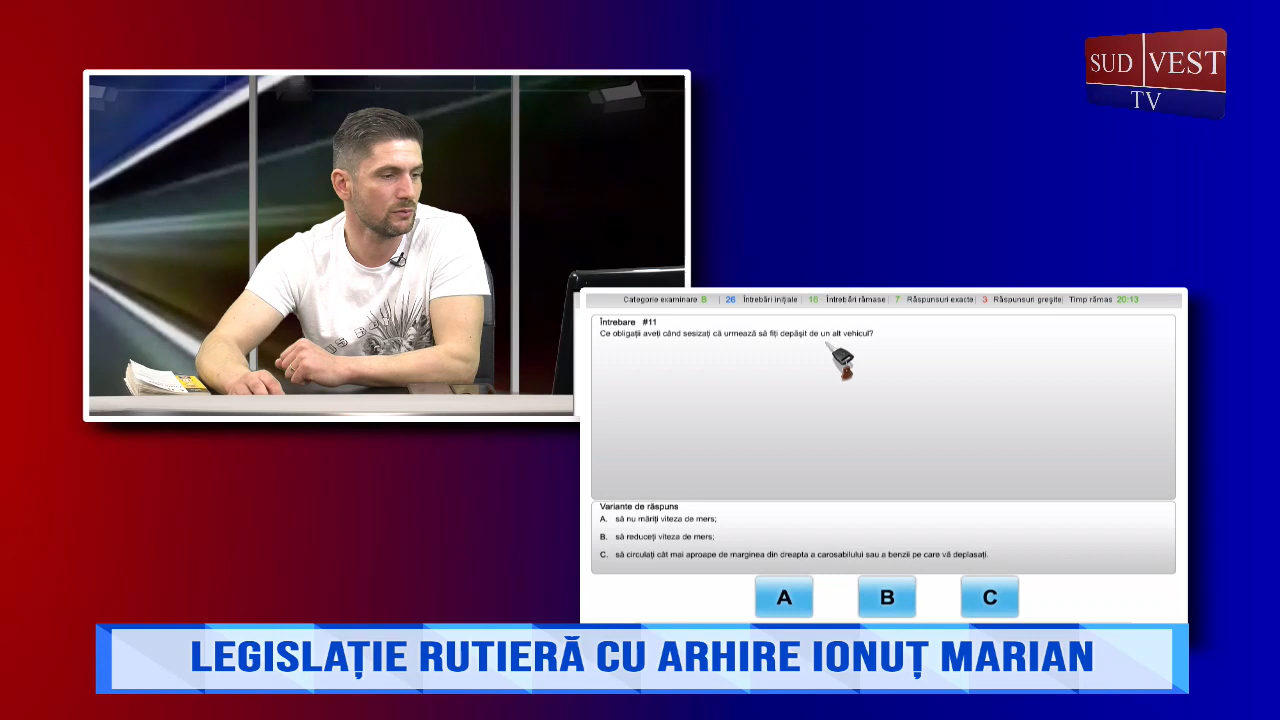 SUD VEST
TV
Categorie examinare B | 26 Întrebări inițiale | 16 Întrebări rămase | 7 Răspunsuri exacte | 3 Răspunsuri greșite Timp rămas 20:13
Întrebare #11
Ce obligații aveți când sesizați că urmează să fiți depășit de un alt vehicul?
Variante de răspuns
A. să nu măriți viteza de mers;
B. să reduceți viteza de mers;
C. să circulați cât mai aproape de marginea din dreapta a carosabilului sau a benzii pe care vă deplasați.
A B C
LEGISLAȚIE RUTIERĂ CU ARHIRE IONUȚ MARIAN